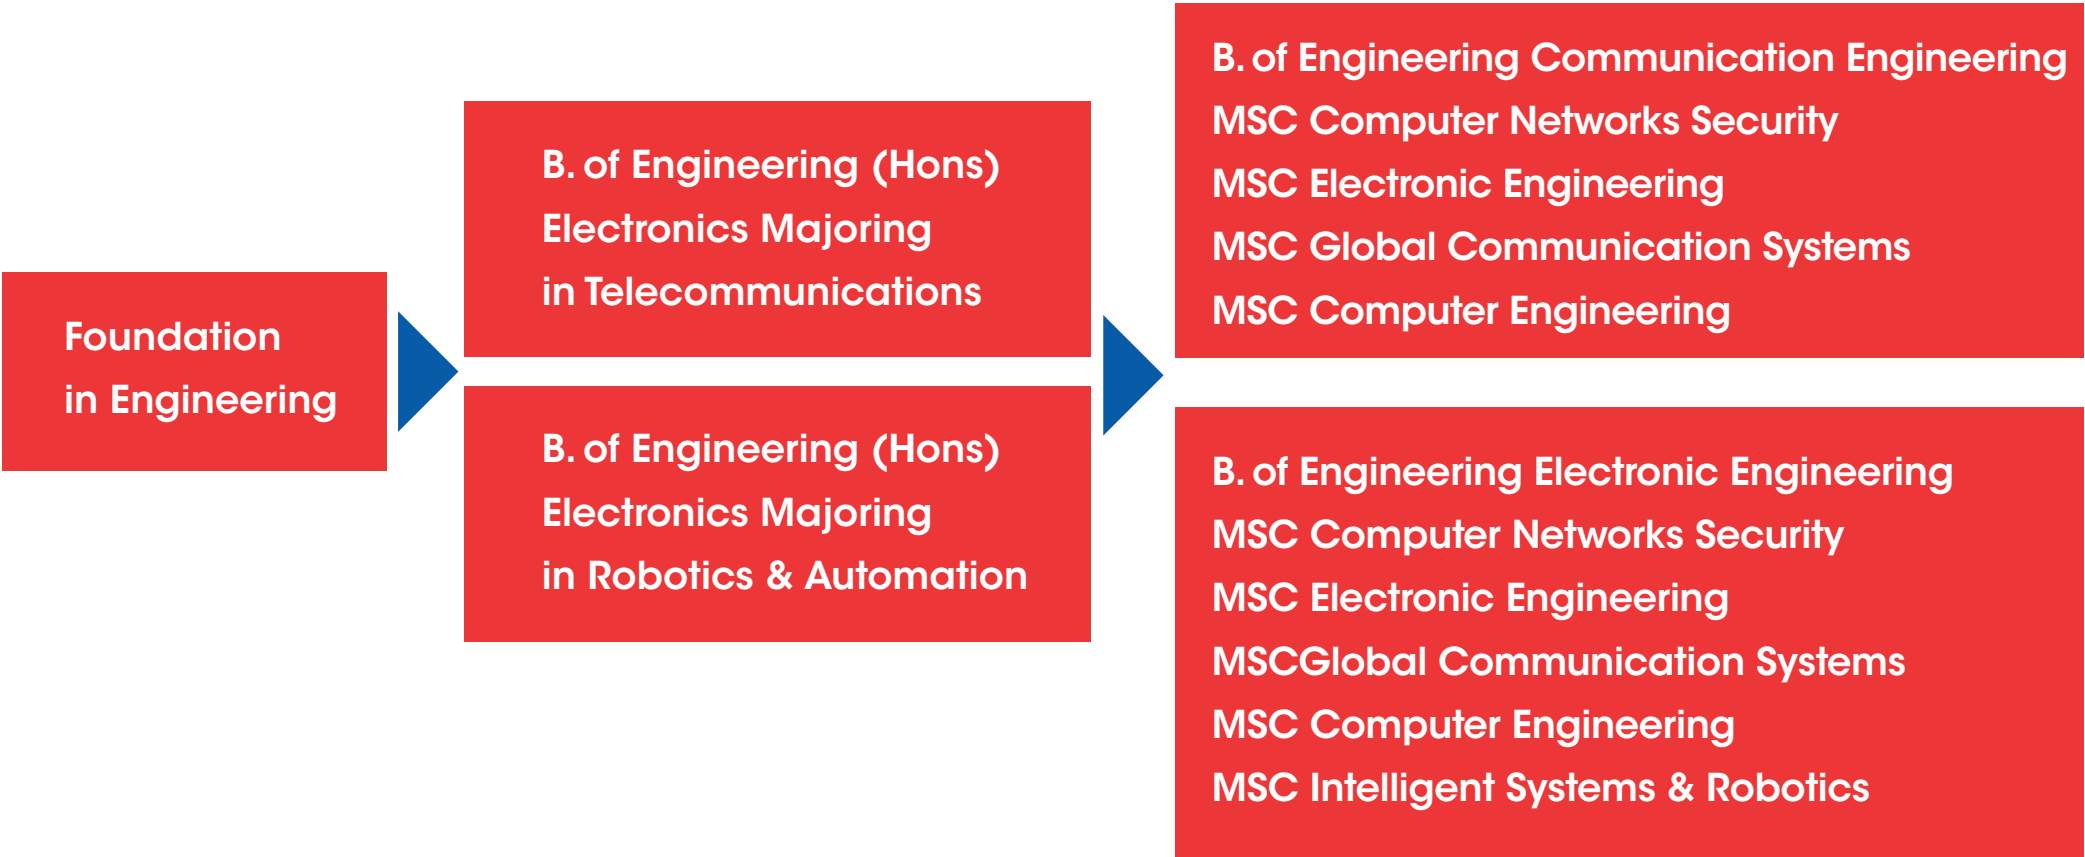 Foundation
in Engineering
B. of Engineering (Hons)
Electronics Majoring
in Telecommunications
B. of Engineering (Hons)
Electronics Majoring
in Robotics & Automation
B. of Engineering Communication Engineering
MSC Computer Networks Security
MSC Electronic Engineering
MSC Global Communication Systems
MSC Computer Engineering
B. of Engineering Electronic Engineering
MSC Computer Networks Security
MSC Electronic Engineering
MSCGlobal Communication Systems
MSC Computer Engineering
MSC Intelligent Systems & Robotics